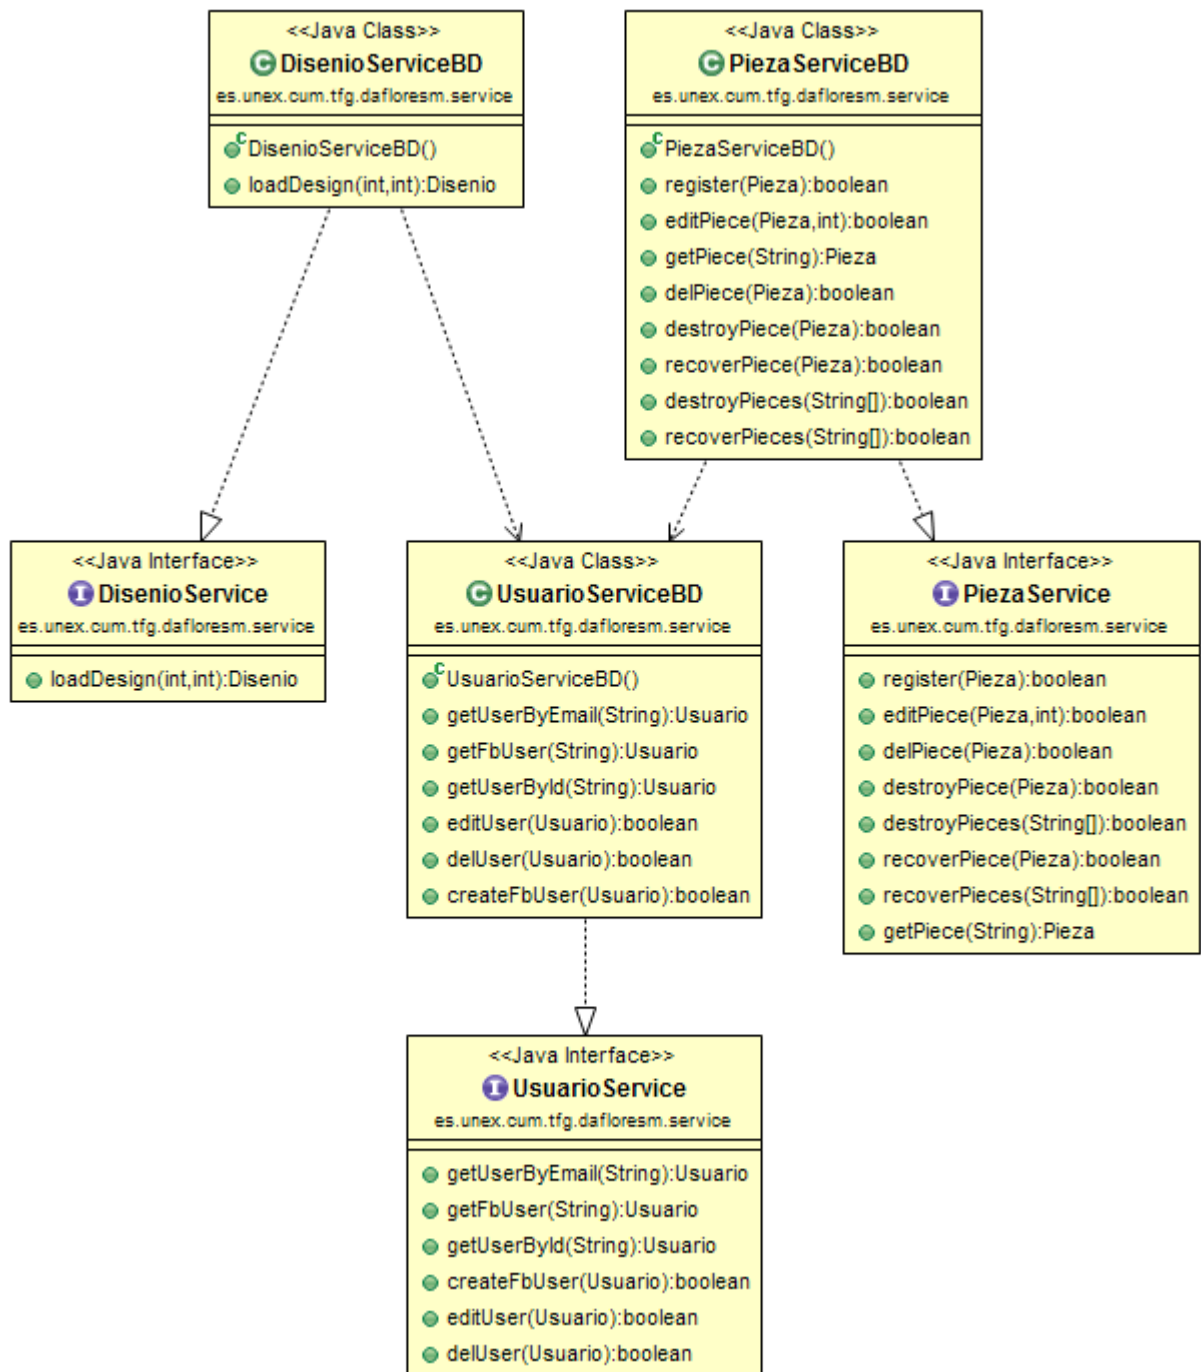 <<Java Class>>
DisenioServiceBD
es.unex.cum.tfg.dafloresm.service
DisenioServiceBD()
loadDesign(int,int):Disenio
<<Java Class>>
PiezaServiceBD
es.unex.cum.tfg.dafloresm.service
PiezaServiceBD()
register(Pieza):boolean
editPiece(Pieza,int):boolean
getPiece(String):Pieza
delPiece(Pieza):boolean
destroyPiece(Pieza):boolean
recoverPiece(Pieza):boolean
destroyPieces(String[]):boolean
recoverPieces(String[]):boolean
<<Java Interface>>
DisenioService
es.unex.cum.tfg.dafloresm.service
loadDesign(int,int):Disenio
<<Java Class>>
UsuarioServiceBD
es.unex.cum.tfg.dafloresm.service
UsuarioServiceBD()
getUserByEmail(String):Usuario
getFbUser(String):Usuario
getUserById(String):Usuario
editUser(Usuario):boolean
delUser(Usuario):boolean
createFbUser(Usuario):boolean
<<Java Interface>>
PiezaService
es.unex.cum.tfg.dafloresm.service
register(Pieza):boolean
editPiece(Pieza,int):boolean
delPiece(Pieza):boolean
destroyPiece(Pieza):boolean
destroyPieces(String[]):boolean
recoverPiece(Pieza):boolean
recoverPieces(String[]):boolean
getPiece(String):Pieza
<<Java Interface>>
UsuarioService
es.unex.cum.tfg.dafloresm.service
getUserByEmail(String):Usuario
getFbUser(String):Usuario
getUserById(String):Usuario
createFbUser(Usuario):boolean
editUser(Usuario):boolean
delUser(Usuario):boolean